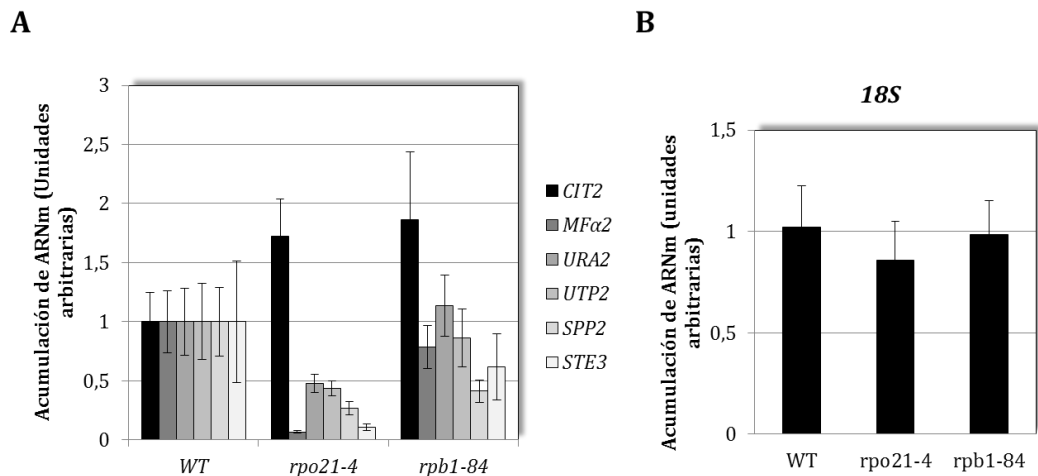 A
Acumulación de ARNm (Unidades
arbitrarias)
3
2,5
2
1,5
1
0,5
0
WT
rpo21-4
rpb1-84
CIT2
MFα2
URA2
UTP2
SPP2
STE3
B
18S
Acumulación de ARNm (unidades
arbitrarias)
1,5
1
0,5
0
WT
rpo21-4
rpb1-84